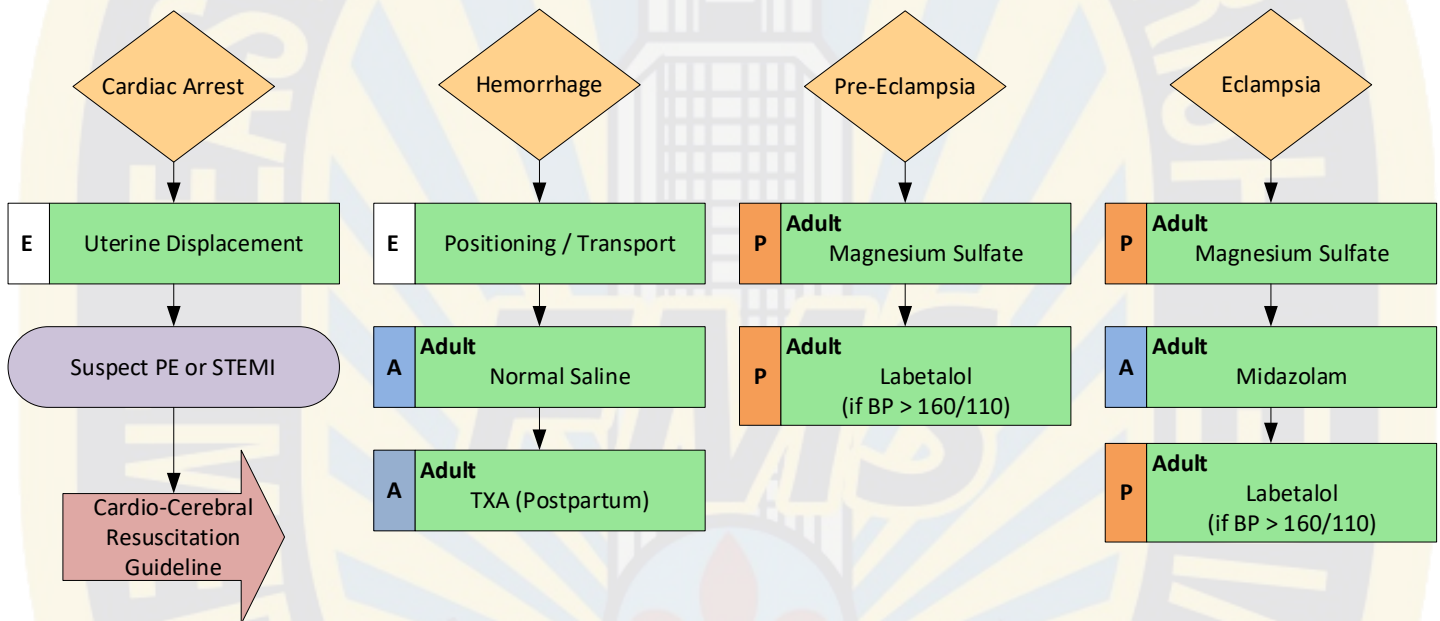 Cardiac Arrest
E
Uterine Displacement
Suspect PE or STEMI
Cardio-Cerebral
Resuscitation
Guideline
Hemorrhage
E
Positioning / Transport
A
Adult
Normal Saline
A
Adult
TXA (Postpartum)
Pre-Eclampsia
P
Adult
Magnesium Sulfate
P
Adult
Labetalol
(if BP > 160/110)
Eclampsia
P
Adult
Magnesium Sulfate
A
Adult
Midazolam
P
Adult
Labetalol
(if BP > 160/110)
EMS